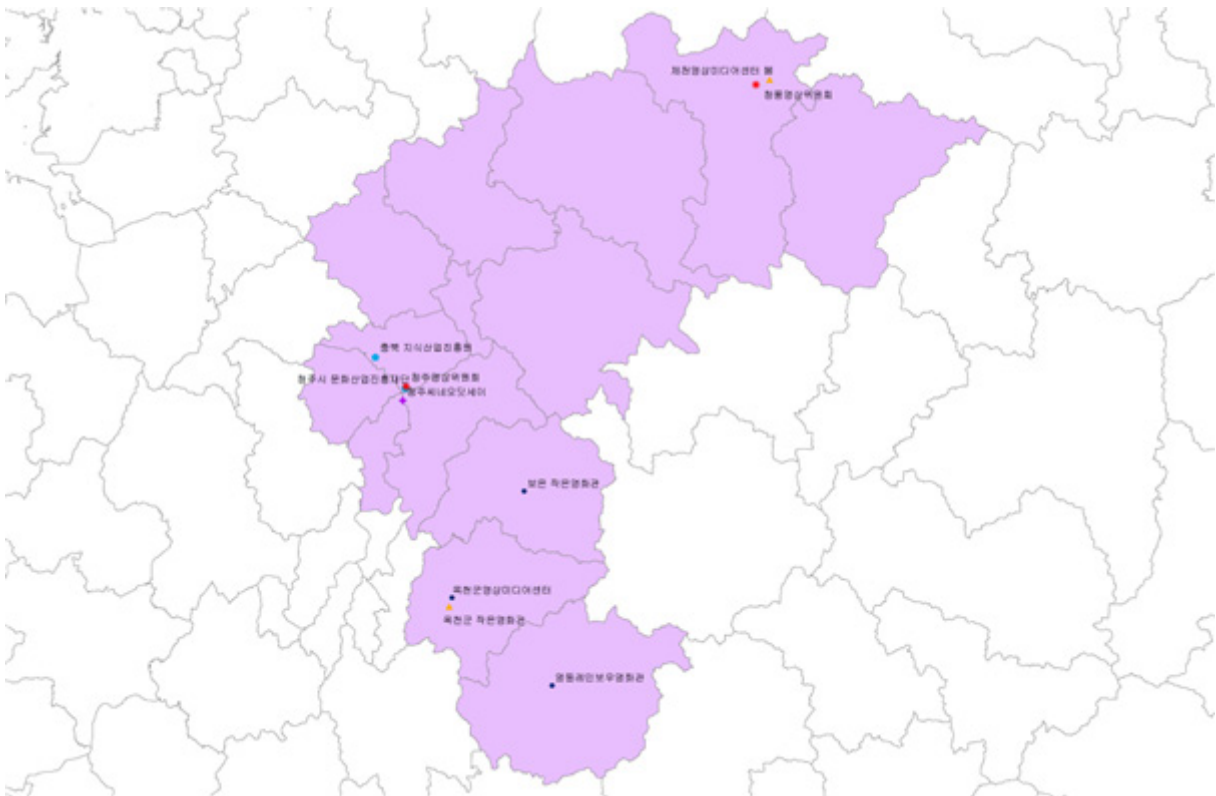 제천영상미디어센터 봄
청풍영상위원회
충북 지식산업진흥원
청주시 문화산업진흥재단
청주영상위원회
청주씨네오딧세이
보은 작은영화관
옥천군영상미디어센터
옥천군 작은영화관
영동레인보우영화관